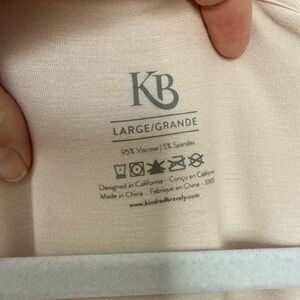 KB
LARGE/GRANDE
95% Viscose | 5% Spandex
Designed in California - Conçu en Californie
Made in China - Fabriqué en Chine -
www.kindredbravely.com